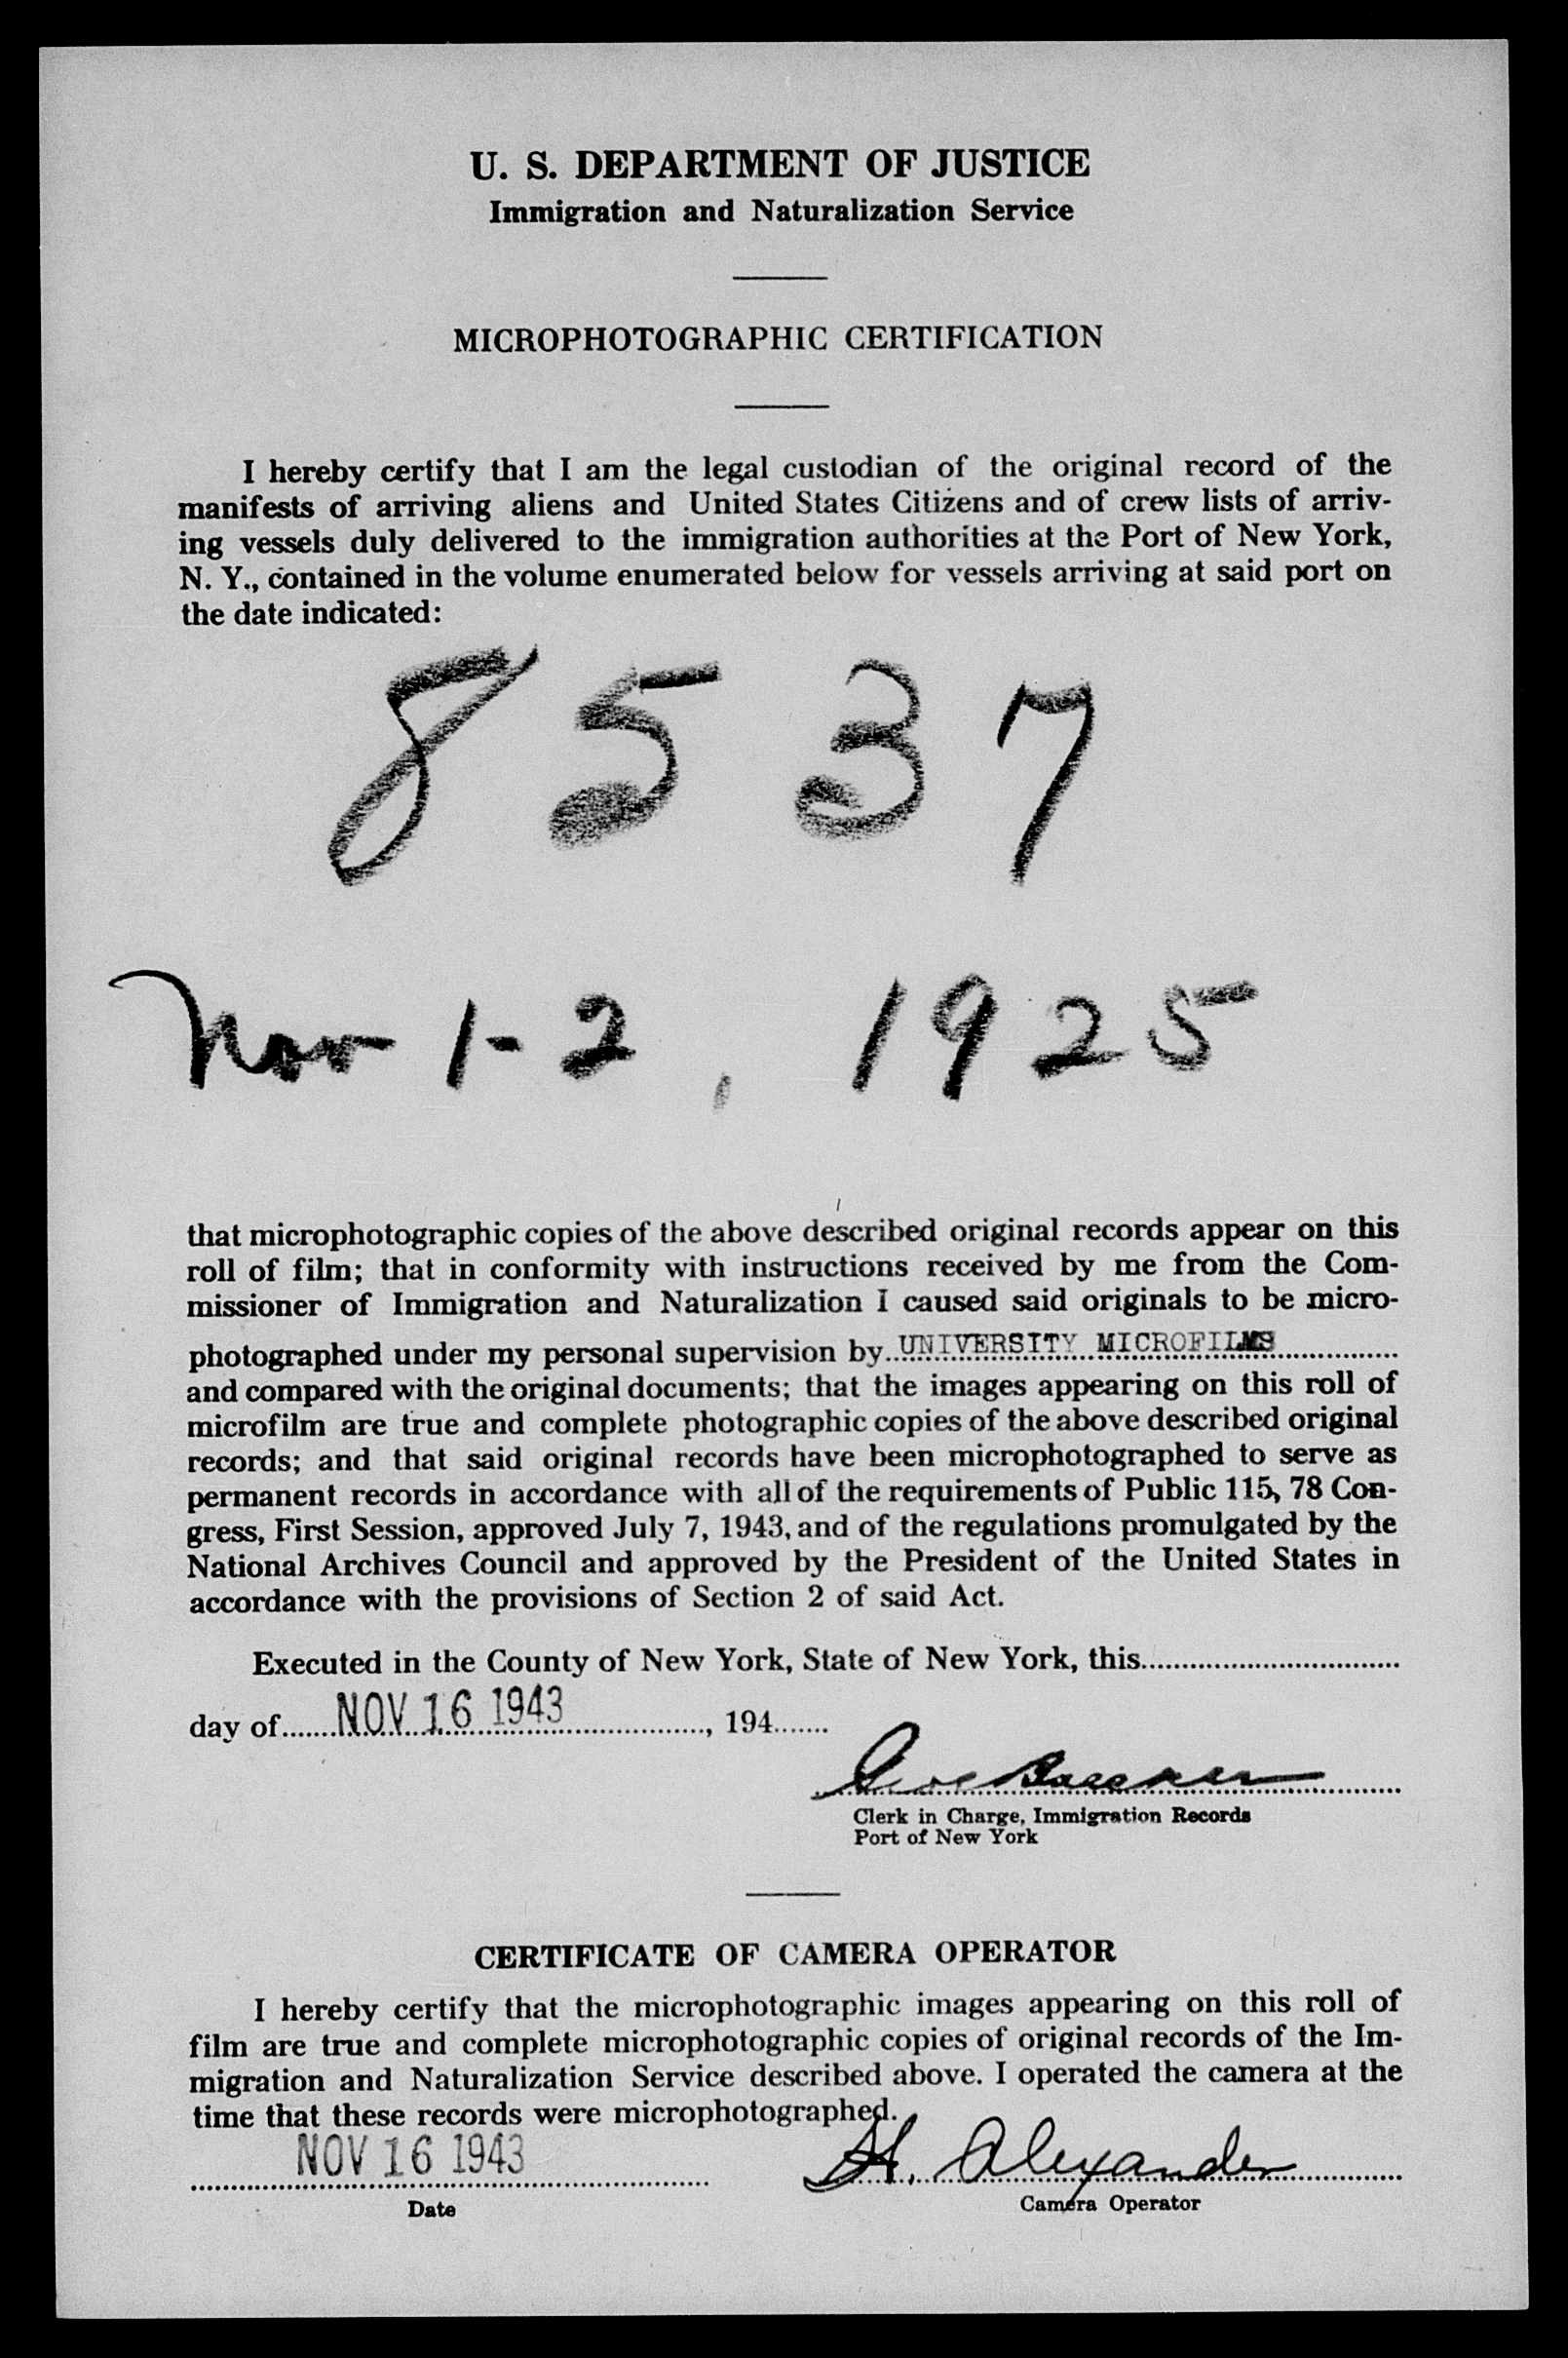 U. S. DEPARTMENT OF JUSTICE
Immigration and Naturalization Service
MICROPHOTOGRAPHIC CERTIFICATION
I hereby certify that I am the legal custodian of the original record of the
manifests of arriving aliens and United States Citizens and of crew lists of arriv-
ing vessels duly delivered to the immigration authorities at the Port of New York,
N. Y., contained in the volume enumerated below for vessels arriving at said port on
the date indicated:
8537
Nov 1-2, 1925
that microphotographic copies of the above described original records appear on this
roll of film; that in conformity with instructions received by me from the Com-
missioner of Immigration and Naturalization I caused said originals to be micro-
photographed under my personal supervision by UNIVERSITY MICROFILMS
and compared with the original documents; that the images appearing on this roll of
microfilm are true and complete photographic copies of the above described original
records; and that said original records have been microphotographed to serve as
permanent records in accordance with all of the requirements of Public 115, 78 Con-
gress, First Session, approved July 7, 1943, and of the regulations promulgated by the
National Archives Council and approved by the President of the United States in
accordance with the provisions of Section 2 of said Act.
Executed in the County of New York, State of New York, this
day of NOV 16 1943, 194
Clerk in Charge, Immigration Records
Port of New York
CERTIFICATE OF CAMERA OPERATOR
I hereby certify that the microphotographic images appearing on this roll of
film are true and complete microphotographic copies of original records of the Im-
migration and Naturalization Service described above. I operated the camera at the
time that these records were microphotographed.
NOV 16 1943 H. Alexander
Date Camera Operator